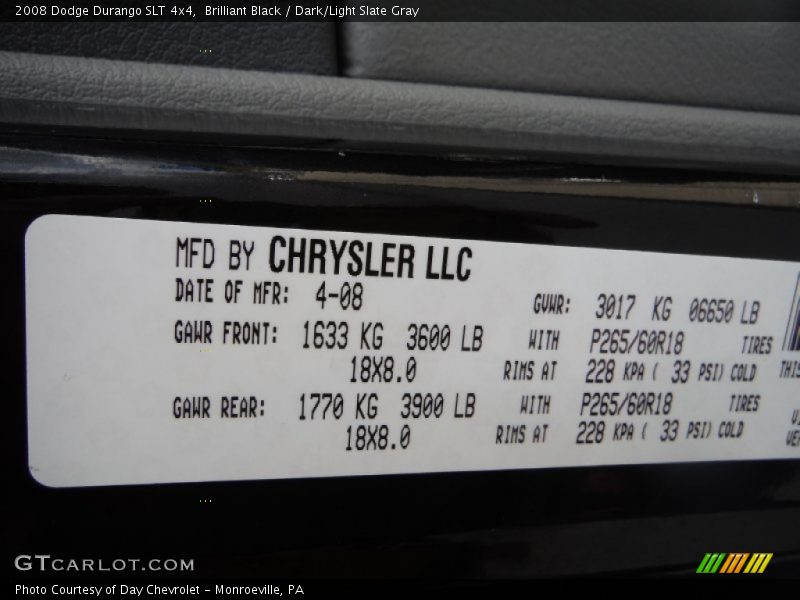 2008 Dodge Durango SLT 4x4, Brilliant Black / Dark/Light Slate Gray
MFD BY CHRYSLER LLC
DATE OF MFR: 4-08 GVWR: 3017 KG 06650 LB
GAWR FRONT: 1633 KG 3600 LB WITH P265/60R18 TIRES
18X8.0 RIMS AT 228 KPA ( 33 PSI) COLD THIS
GAWR REAR: 1770 KG 3900 LB WITH P265/60R18 TIRES
18X8.0 RIMS AT 228 KPA ( 33 PSI) COLD
GTCARLOT.COM
Photo Courtesy of Day Chevrolet - Monroeville, PA